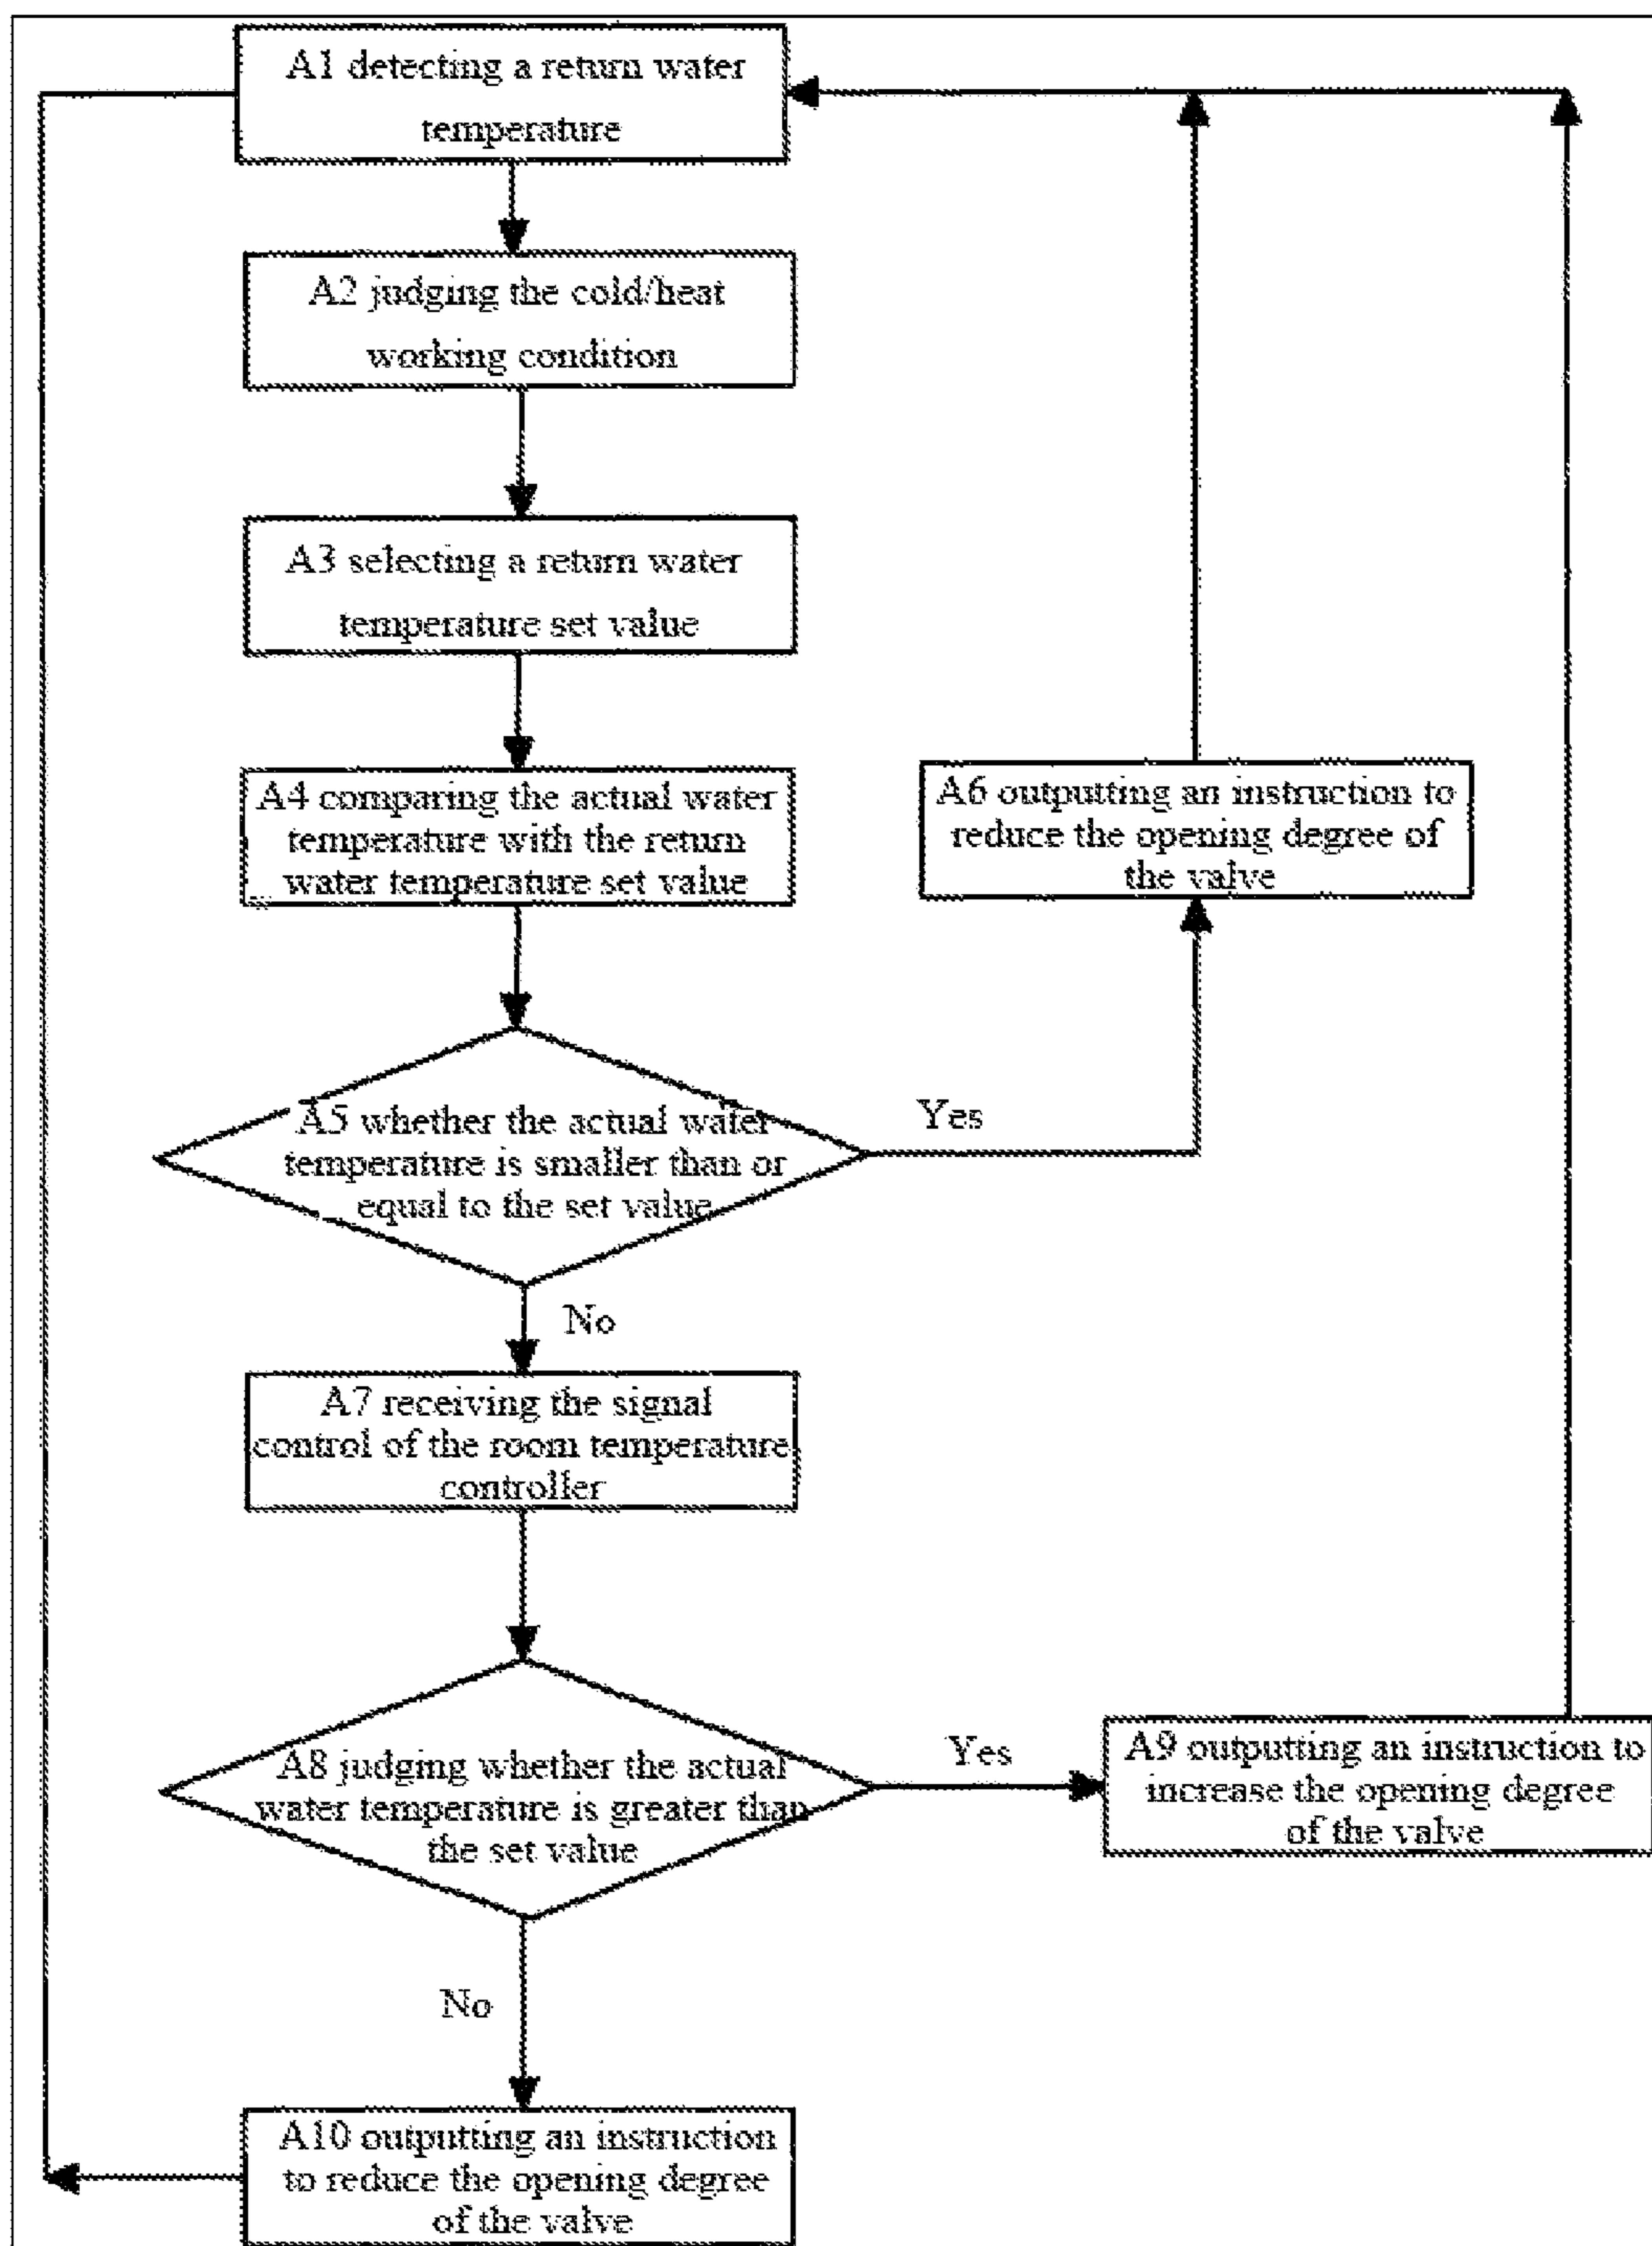 A1 detecting a return water
temperature
A2 judging the cold/heat
working condition
A3 selecting a return water
temperature set value
A4 comparing the actual water
temperature with the return
water temperature set value
A6 outputting an instruction to
reduce the opening degree of
the valve
A5 whether the actual water
temperature is smaller than or
equal to the set value
Yes
No
A7 receiving the signal
control of the room temperature
controller
A8 judging whether the actual
water temperature is greater than
the set value
Yes
A9 outputting an instruction to
increase the opening degree
of the valve
No
A10 outputting an instruction
to reduce the opening degree
of the valve